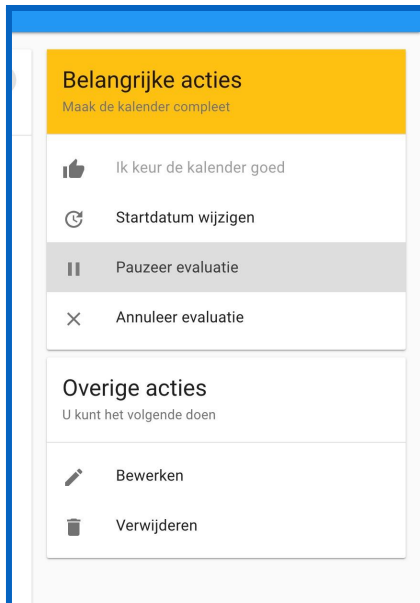 Belangrijke acties
Maak de kalender compleet
Ik keur de kalender goed
Startdatum wijzigen
Pauzeer evaluatie
Annuleer evaluatie
Overige acties
U kunt het volgende doen
Bewerken
Verwijderen